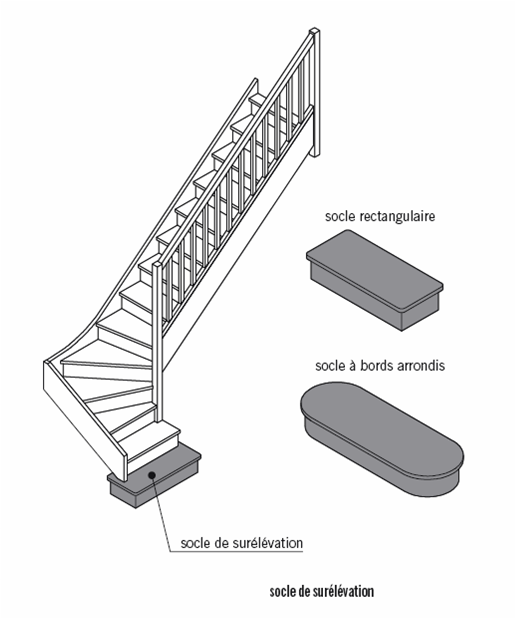 socle rectangulaire
socle à bords arrondis
socle de surélévation
socle de surélévation